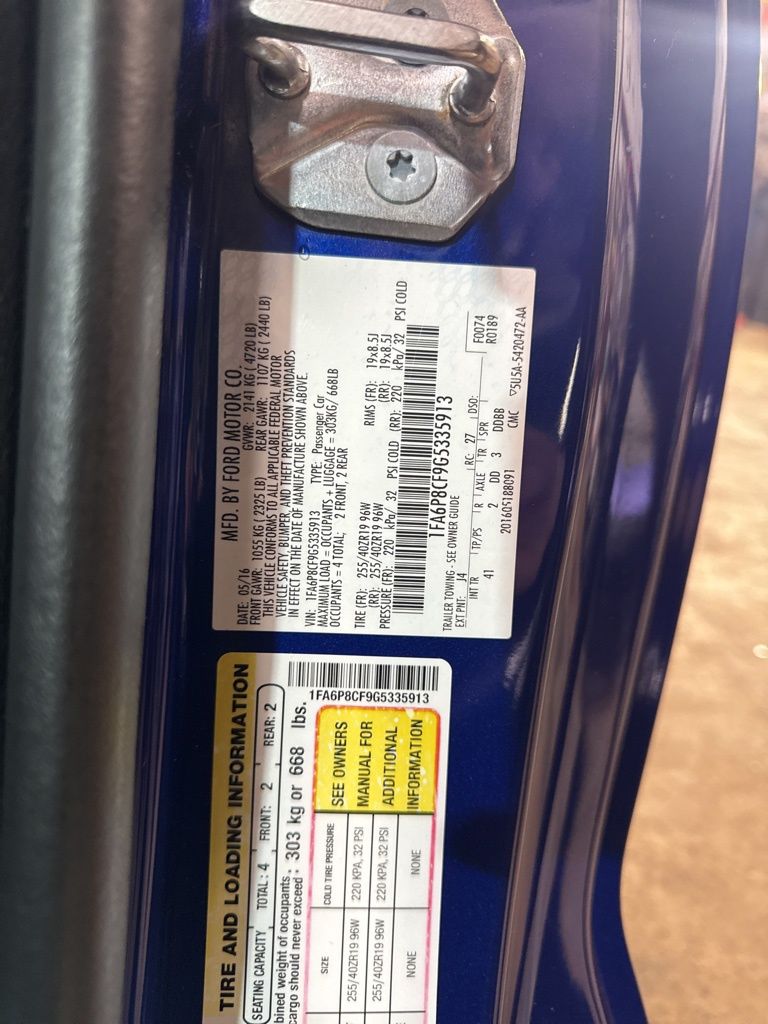 MFD. BY FORD MOTOR CO.
DATE: 05/16 GVWR: 2141 KG ( 4720 LB)
FRONT GAWR: 1055 KG ( 2325 LB) REAR GAWR: 1107 KG ( 2440 LB)
THIS VEHICLE CONFORMS TO ALL APPLICABLE FEDERAL MOTOR
VEHICLE SAFETY, BUMPER, AND THEFT PREVENTION STANDARDS
IN EFFECT ON THE DATE OF MANUFACTURE SHOWN ABOVE.
VIN: 1FA6P8CF9G5335913 TYPE: Passenger Car
MAXIMUM LOAD = OCCUPANTS + LUGGAGE = 303KG/ 668LB
OCCUPANTS = 4 TOTAL; 2 FRONT, 2 REAR
TIRE (FR): 255/40ZR19 96W RIMS (FR): 19x8.5J
(RR): 255/40ZR19 96W (RR): 19x8.5J
PRESSURE (FR): 220 kPa/ 32 PSI COLD (RR): 220 kPa/ 32 PSI COLD
1FA6P8CF9G5335913
TRAILER TOWING - SEE OWNER GUIDE
EXT PNT: J4 RC: 27 DSO:
INT TR TP/PS R AXLE TR SPR F0074
41 2 DD 3 DDBB R0189
201605188091 CMC ▽5U5A-5420472-AA
TIRE AND LOADING INFORMATION
SEATING CAPACITY TOTAL: 4 FRONT: 2 REAR: 2
bined weight of occupants
cargo should never exceed : 303 kg or 668 lbs.
1FA6P8CF9G5335913
SIZE COLD TIRE PRESSURE
255/40ZR19 96W 220 KPA, 32 PSI
255/40ZR19 96W 220 KPA, 32 PSI
NONE NONE
SEE OWNERS
MANUAL FOR
ADDITIONAL
INFORMATION